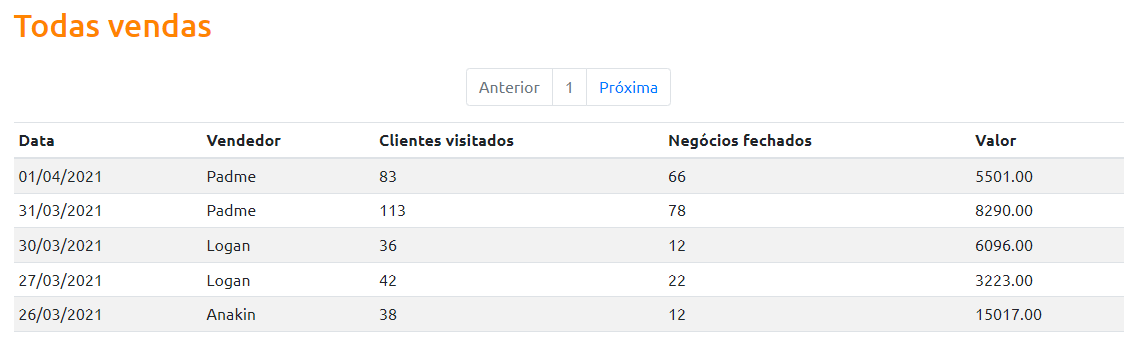 Todas vendas
Anterior 1 Próxima
Data Vendedor Clientes visitados Negócios fechados Valor
01/04/2021 Padme 83 66 5501.00
31/03/2021 Padme 113 78 8290.00
30/03/2021 Logan 36 12 6096.00
27/03/2021 Logan 42 22 3223.00
26/03/2021 Anakin 38 12 15017.00